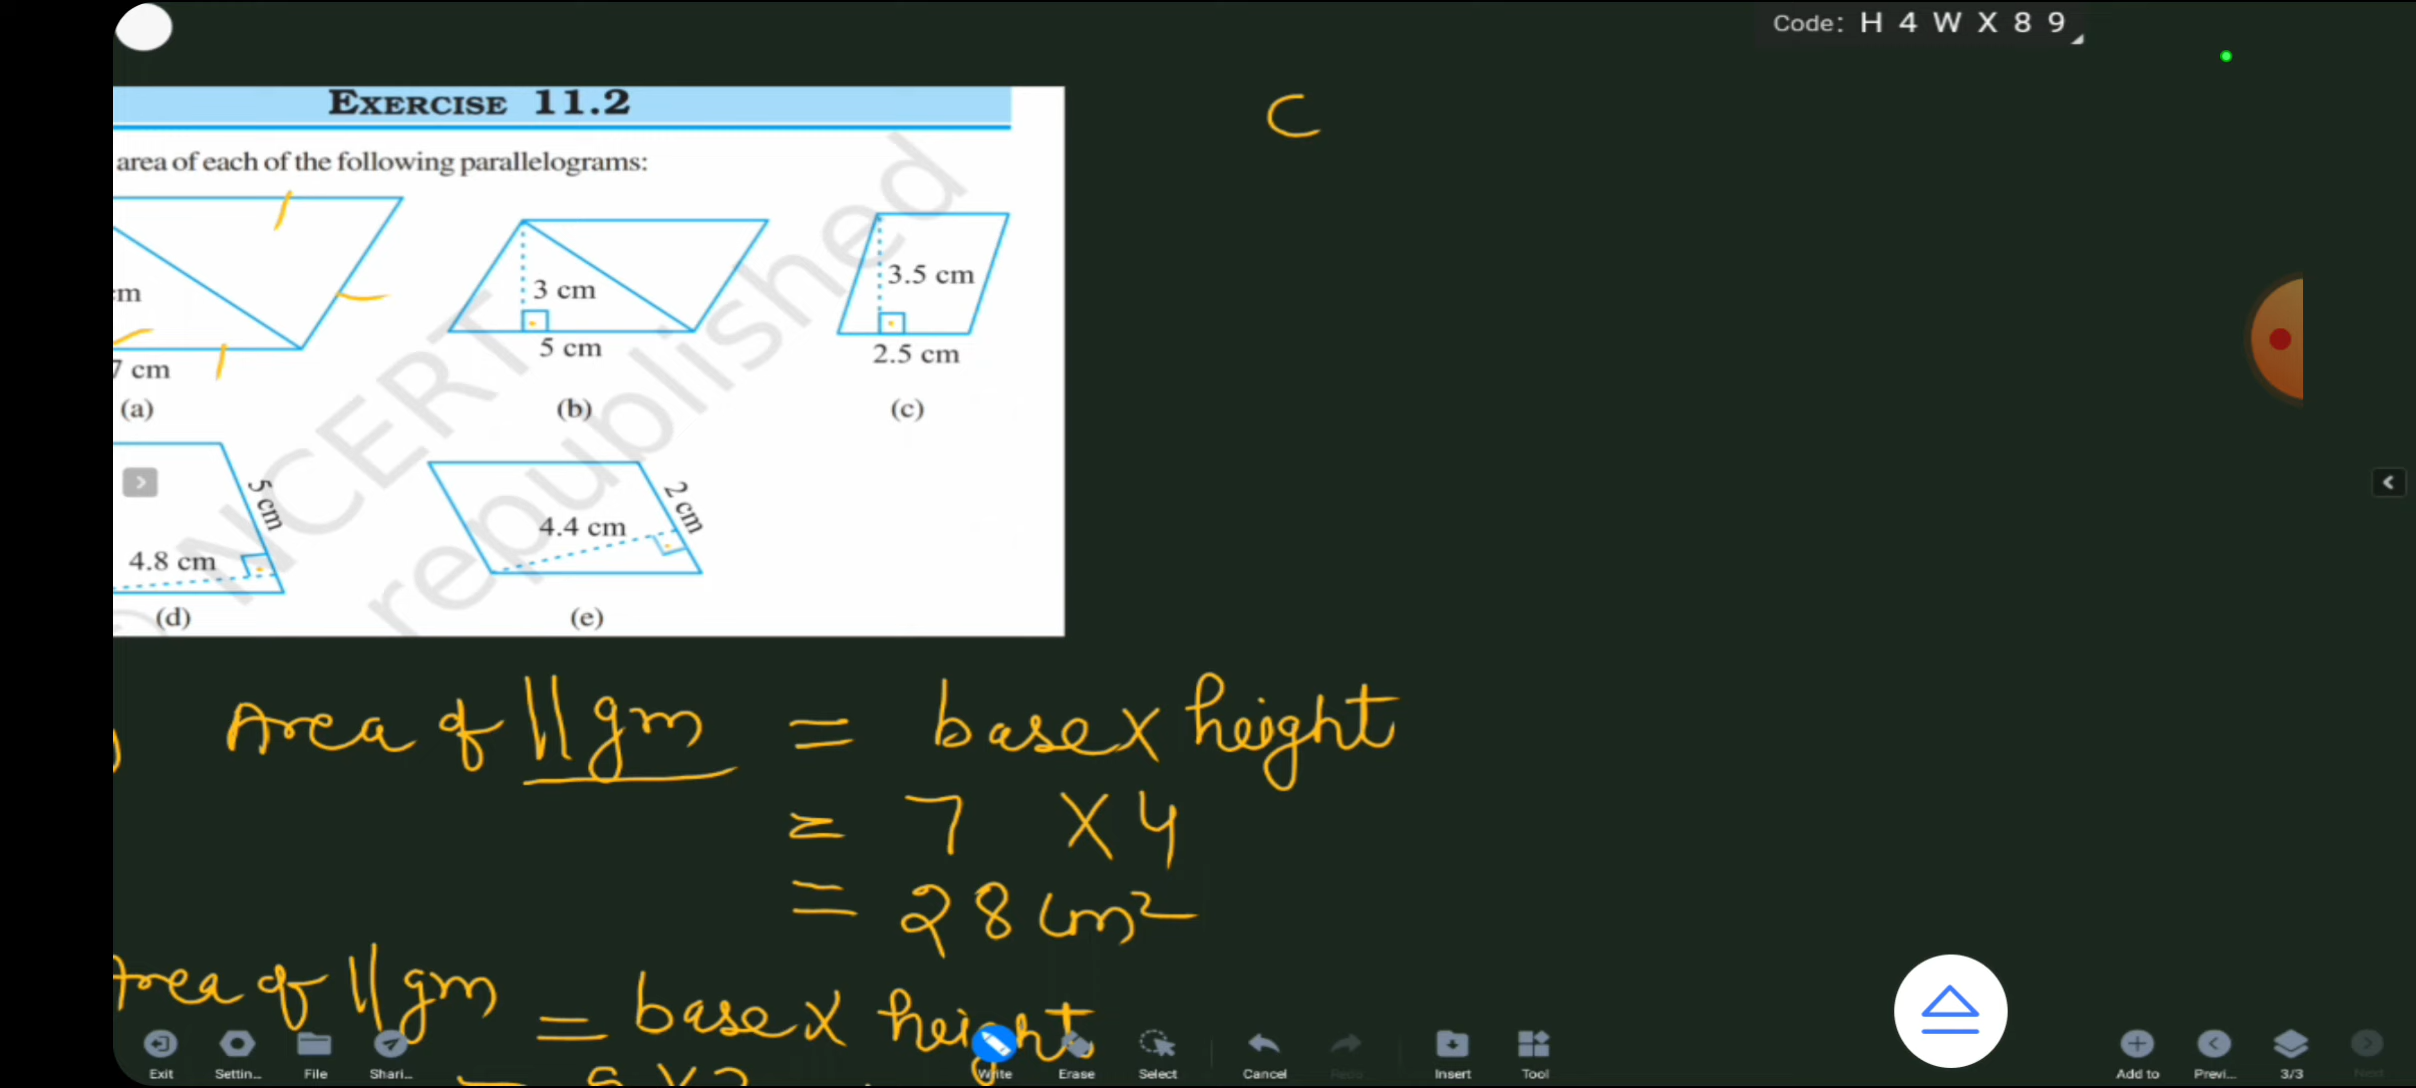 Code: H 4 W X 8 9
EXERCISE 11.2
C
area of each of the following parallelograms:
3 cm
3.5 cm
7 cm
5 cm
2.5 cm
(a)
(b)
(c)
5 cm
2 cm
4.8 cm
4.4 cm
(d)
(e)
NCERT
republished
Area of ||gm = base x height
= 7 X 4
= 28 cm²
Area of ||gm = base X height
Exit
Settin...
File
Shari...
Write
Erase
Select
Cancel
Redo
Insert
Tool
Add to
Previ...
3/3
Next